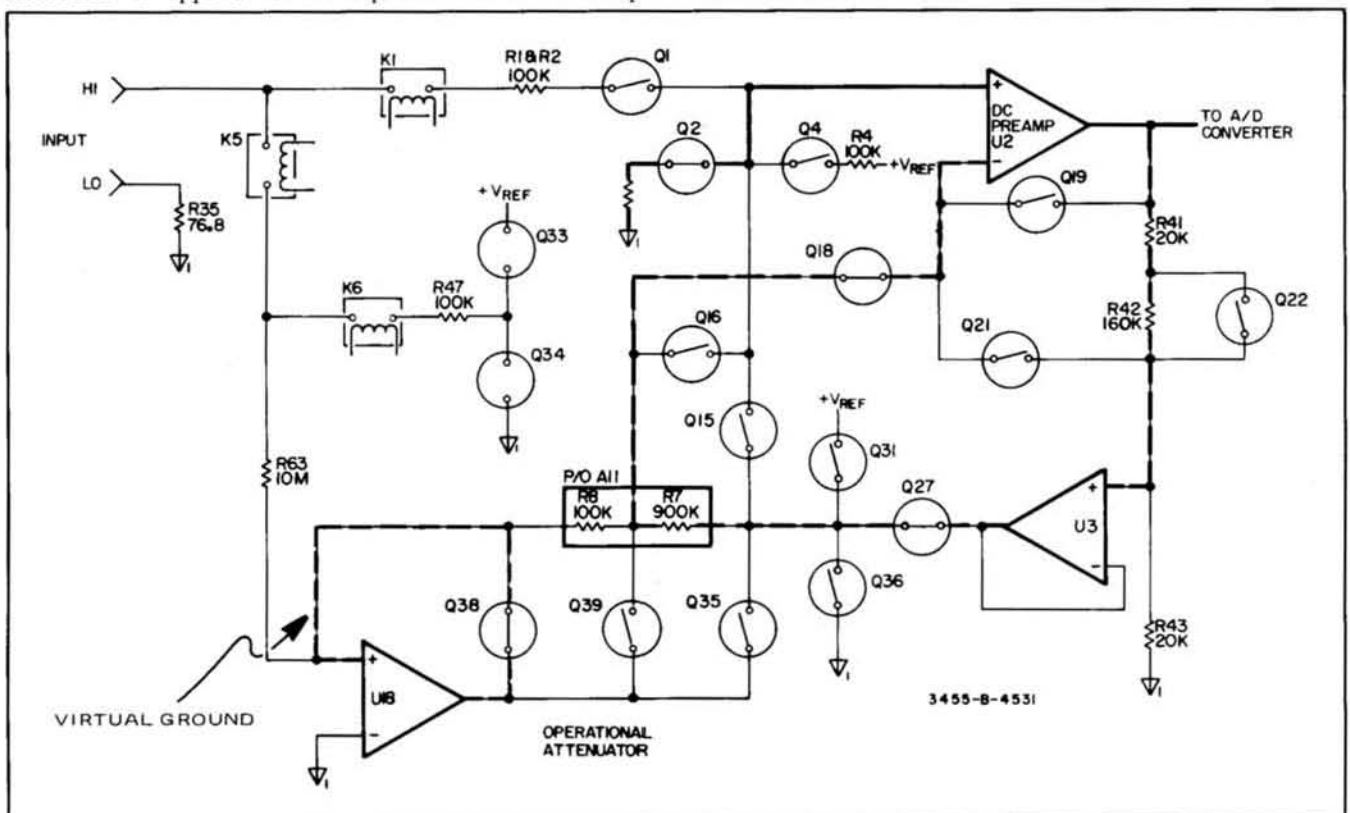 HI
INPUT
LO
R35
76.8
K5
K1
R1&R2
100K
Q1
Q2
Q4
R4
100K
+VREF
+
DC
PREAMP
U2
-
TO A/D
CONVERTER
Q19
R41
20K
Q18
R42
160K
Q22
Q21
+VREF
Q33
K6
R47
100K
Q34
Q16
Q15
+VREF
Q31
Q27
+
U3
-
Q36
R43
20K
R63
10M
P/O A11
R8
100K
R7
900K
Q38
Q39
Q35
+
U18
-
VIRTUAL GROUND
OPERATIONAL
ATTENUATOR
3455-B-4531